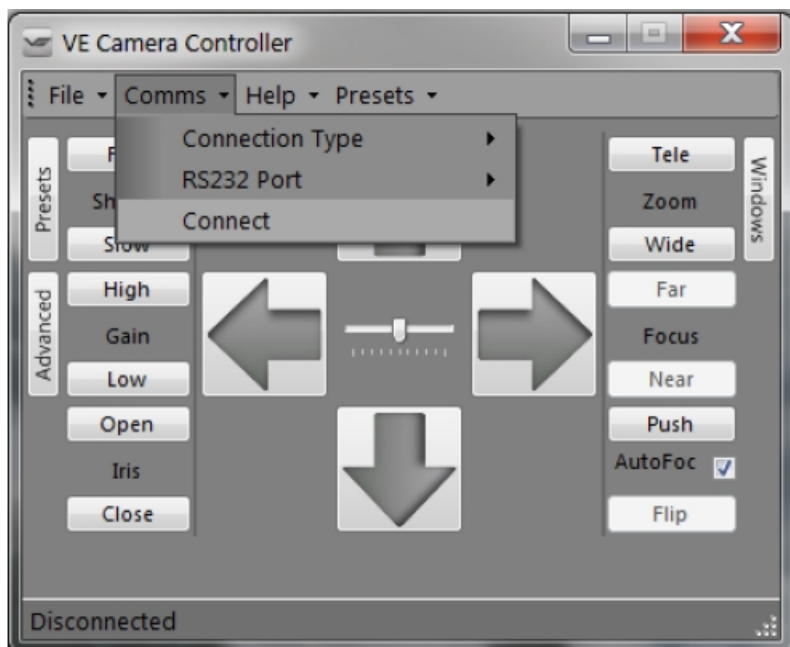 VE Camera Controller
File Comms Help Presets
Connection Type
RS232 Port
Connect
Presets
Advanced
Slow
High
Gain
Low
Open
Iris
Close
Tele
Zoom
Wide
Far
Focus
Near
Push
AutoFoc
Flip
Windows
Disconnected